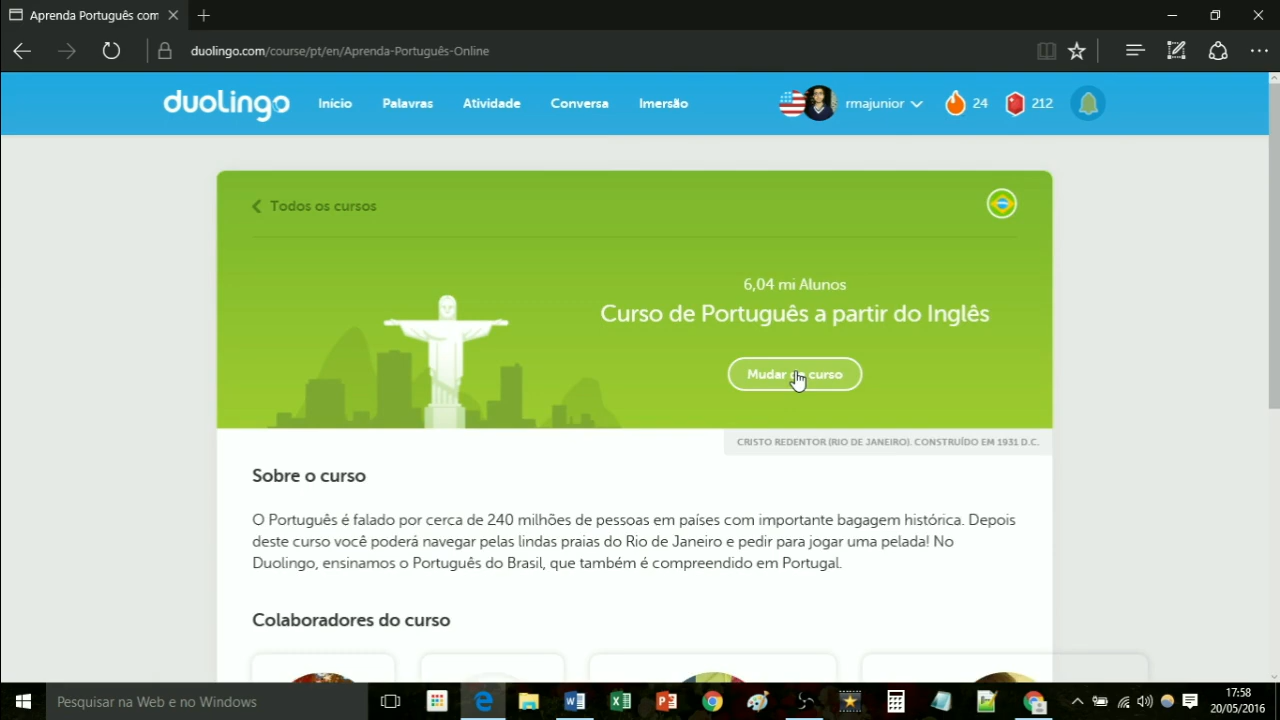 Aprenda Português com
duolingo.com/course/pt/en/Aprenda-Português-Online
duolingo Início Palavras Atividade Conversa Imersão rmajunior 24 212
Todos os cursos
6,04 mi Alunos
Curso de Português a partir do Inglês
Mudar de curso
CRISTO REDENTOR (RIO DE JANEIRO). CONSTRUÍDO EM 1931 D.C.
Sobre o curso
O Português é falado por cerca de 240 milhões de pessoas em países com importante bagagem histórica. Depois
deste curso você poderá navegar pelas lindas praias do Rio de Janeiro e pedir para jogar uma pelada! No
Duolingo, ensinamos o Português do Brasil, que também é compreendido em Portugal.
Colaboradores do curso
Pesquisar na Web e no Windows
17:58
20/05/2016